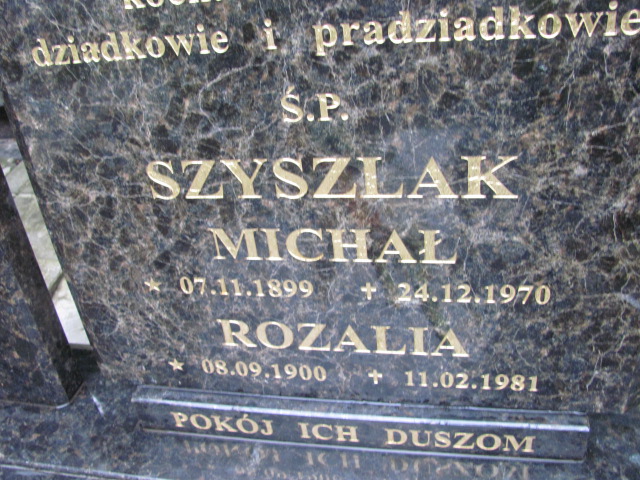 dziadkowie i pradziadkowie
Ś.P.
SZYSZLAK
MICHAŁ
★ 07.11.1899 ✝ 24.12.1970
ROZALIA
★ 08.09.1900 ✝ 11.02.1981
POKÓJ ICH DUSZOM